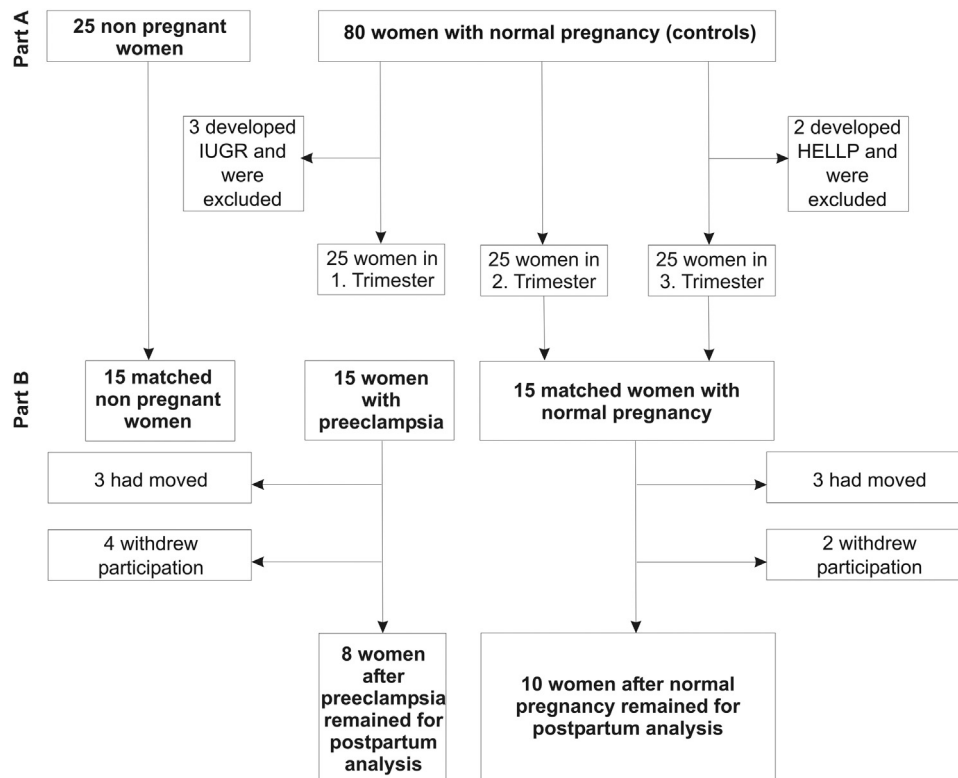 Part A
25 non pregnant
women
80 women with normal pregnancy (controls)
3 developed
IUGR and
were
excluded
2 developed
HELLP and
were
excluded
25 women in
1. Trimester
25 women in
2. Trimester
25 women in
3. Trimester
Part B
15 matched
non pregnant
women
15 women
with
preeclampsia
15 matched women with
normal pregnancy
3 had moved
3 had moved
4 withdrew
participation
2 withdrew
participation
8 women
after
preeclampsia
remained for
postpartum
analysis
10 women after normal
pregnancy remained for
postpartum analysis